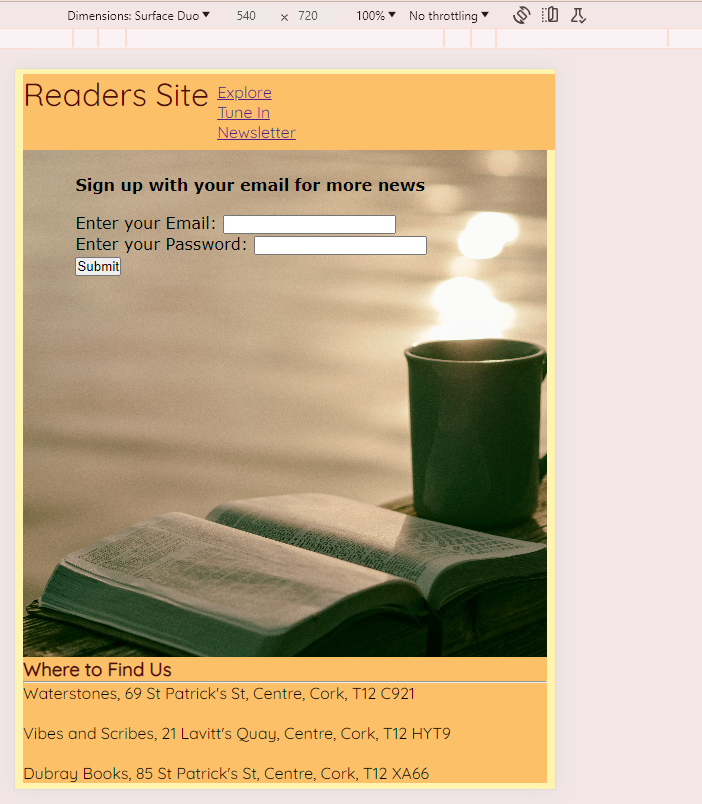 Dimensions: Surface Duo 540 × 720 100% No throttling
Readers Site
Explore
Tune In
Newsletter
Sign up with your email for more news
Enter your Email:
Enter your Password:
Submit
Where to Find Us
Waterstones, 69 St Patrick's St, Centre, Cork, T12 C921
Vibes and Scribes, 21 Lavitt's Quay, Centre, Cork, T12 HYT9
Dubray Books, 85 St Patrick's St, Centre, Cork, T12 XA66